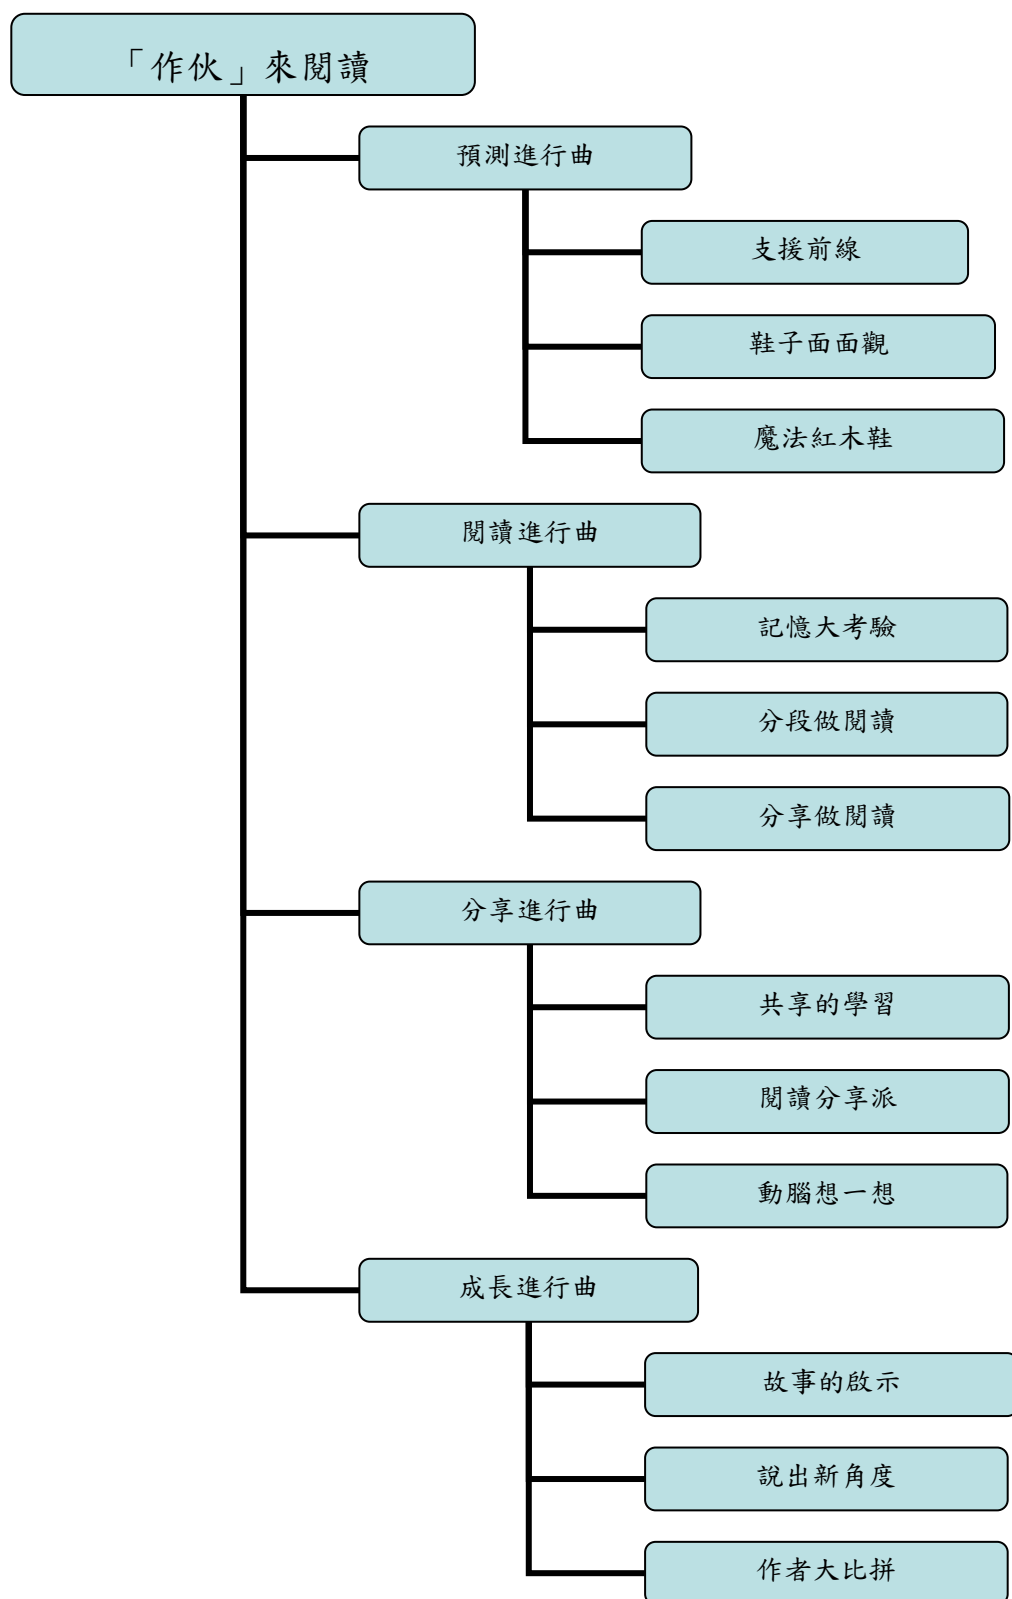 「作伙」來閱讀
預測進行曲
支援前線
鞋子面面觀
魔法紅木鞋
閱讀進行曲
記憶大考驗
分段做閱讀
分享做閱讀
分享進行曲
共享的學習
閱讀分享派
動腦想一想
成長進行曲
故事的啟示
說出新角度
作者大比拼